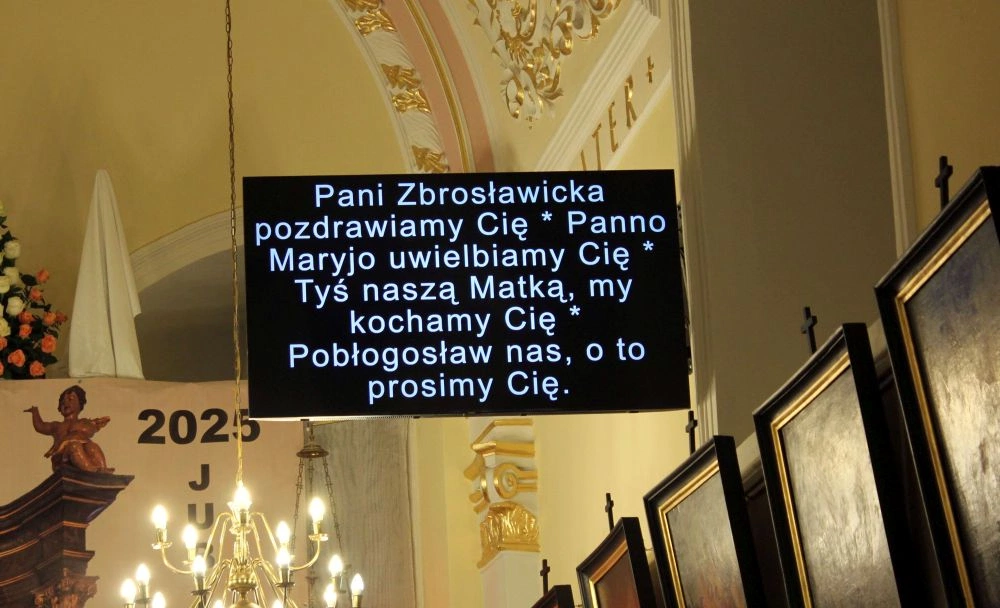 Pani Zbrosławicka
pozdrawiamy Cię * Panno
Maryjo uwielbiamy Cię *
Tyś naszą Matką, my
kochamy Cię *
Pobłogosław nas, o to
prosimy Cię.
2025
J
U